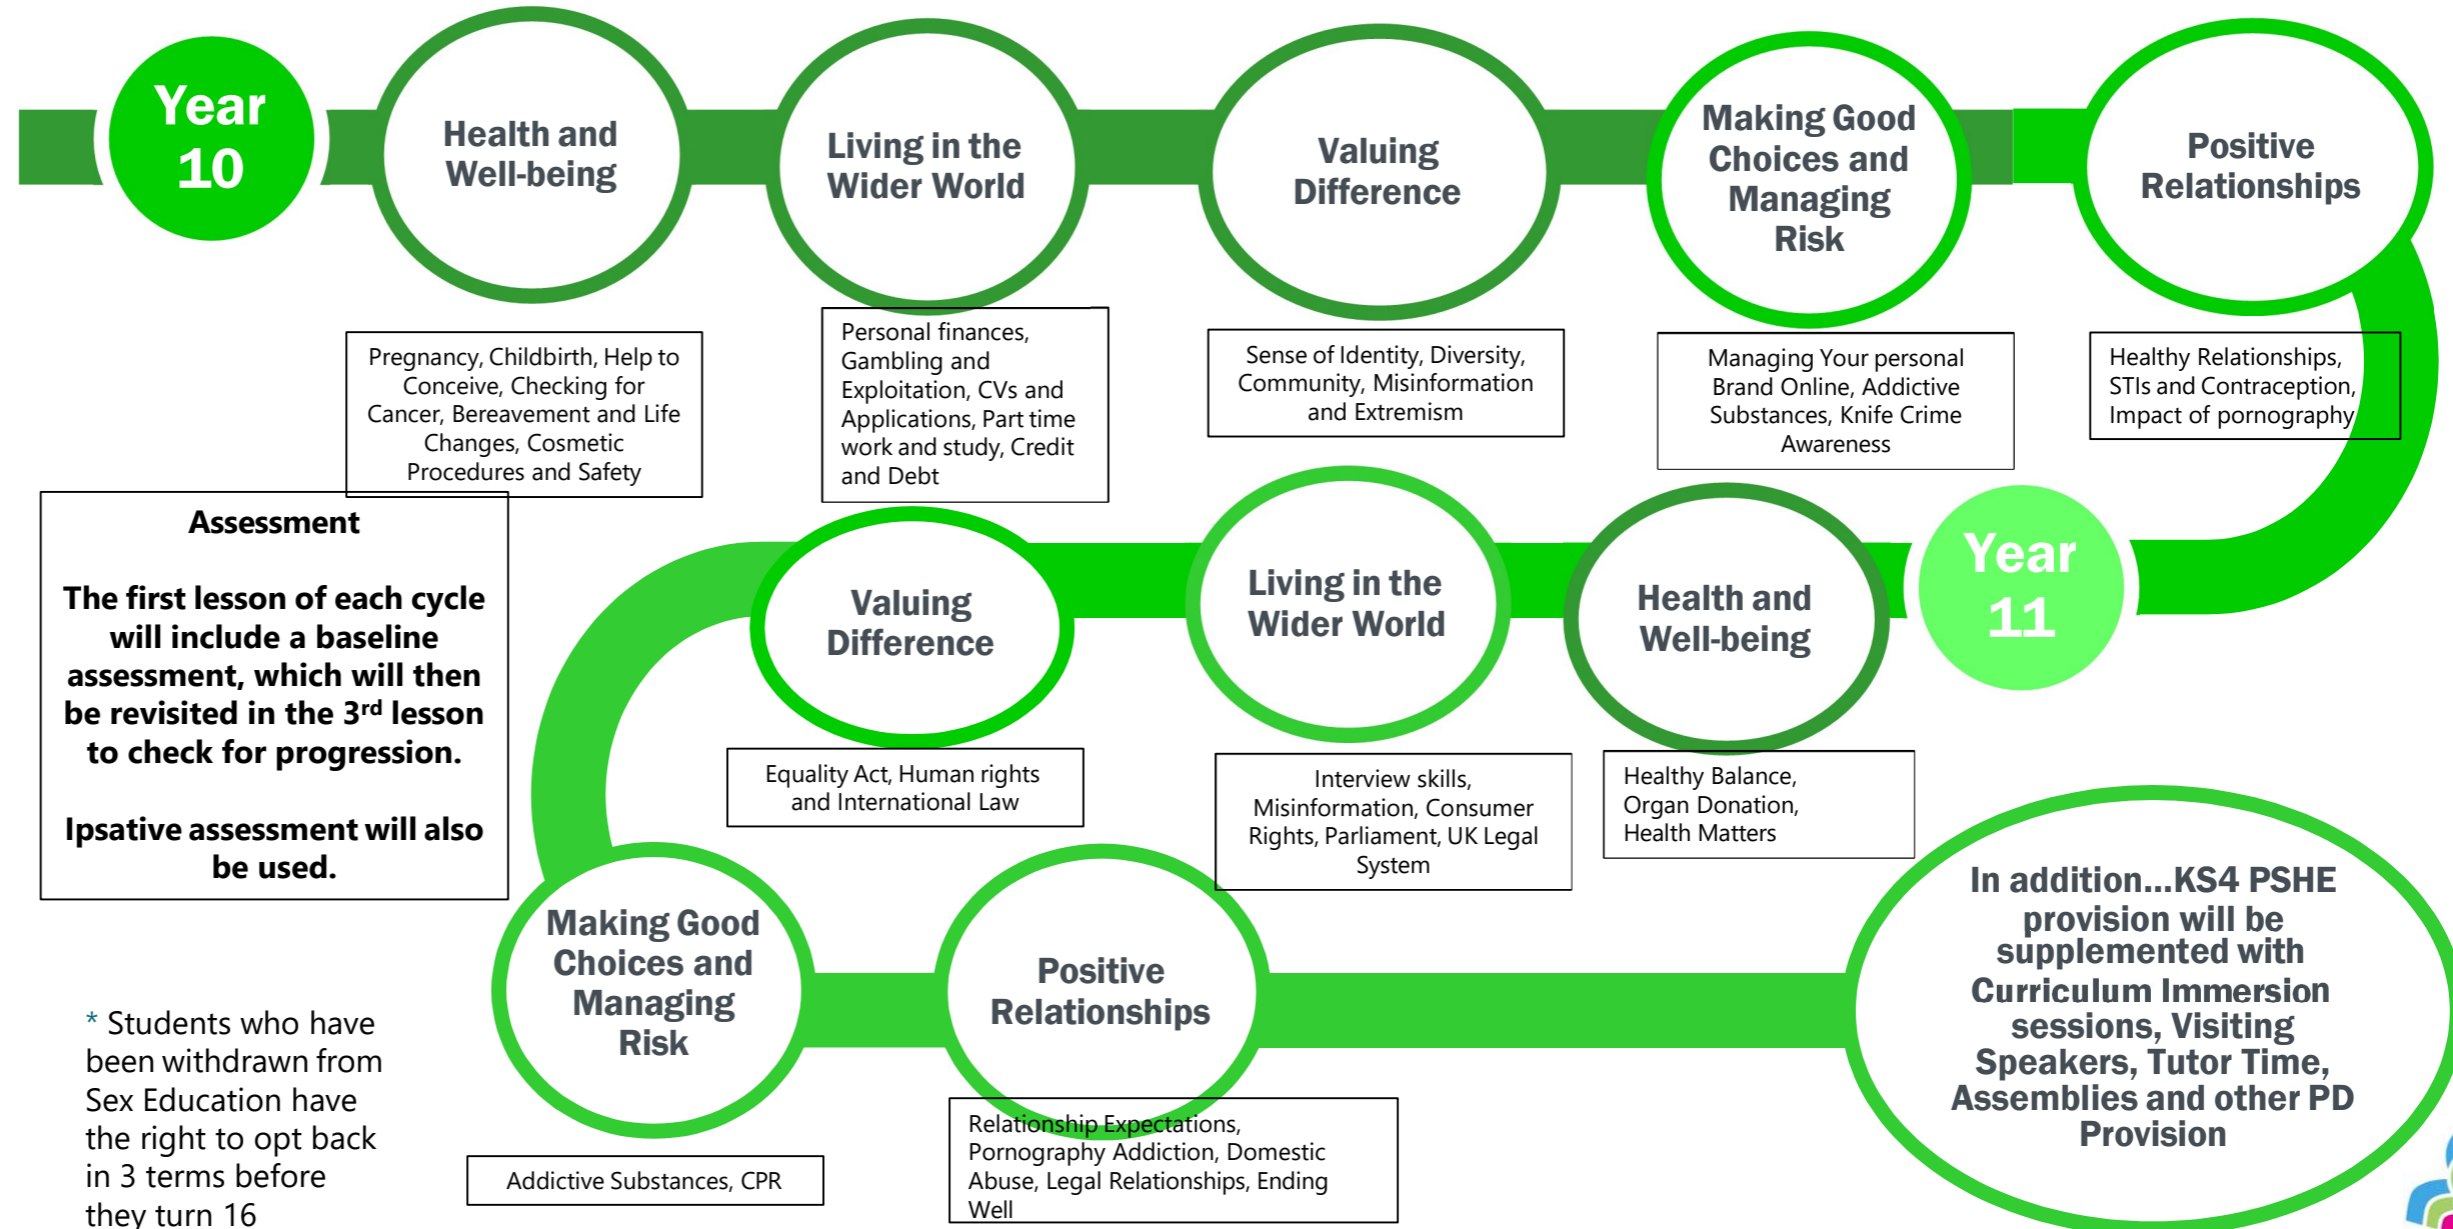 Year
10
Health and
Well-being
Living in the
Wider World
Valuing
Difference
Making Good
Choices and
Managing
Risk
Positive
Relationships
Pregnancy, Childbirth, Help to
Conceive, Checking for
Cancer, Bereavement and Life
Changes, Cosmetic
Procedures and Safety
Personal finances,
Gambling and
Exploitation, CVs and
Applications, Part time
work and study, Credit
and Debt
Sense of Identity, Diversity,
Community, Misinformation
and Extremism
Managing Your personal
Brand Online, Addictive
Substances, Knife Crime
Awareness
Healthy Relationships,
STIs and Contraception,
Impact of pornography
Year
11
Health and
Well-being
Healthy Balance,
Organ Donation,
Health Matters
Living in the
Wider World
Interview skills,
Misinformation, Consumer
Rights, Parliament, UK Legal
System
Valuing
Difference
Equality Act, Human rights
and International Law
Making Good
Choices and
Managing
Risk
Addictive Substances, CPR
Positive
Relationships
Relationship Expectations,
Pornography Addiction, Domestic
Abuse, Legal Relationships, Ending
Well
In addition...KS4 PSHE
provision will be
supplemented with
Curriculum Immersion
sessions, Visiting
Speakers, Tutor Time,
Assemblies and other PD
Provision
Assessment
The first lesson of each cycle
will include a baseline
assessment, which will then
be revisited in the 3rd lesson
to check for progression.
Ipsative assessment will also
be used.
* Students who have
been withdrawn from
Sex Education have
the right to opt back
in 3 terms before
they turn 16